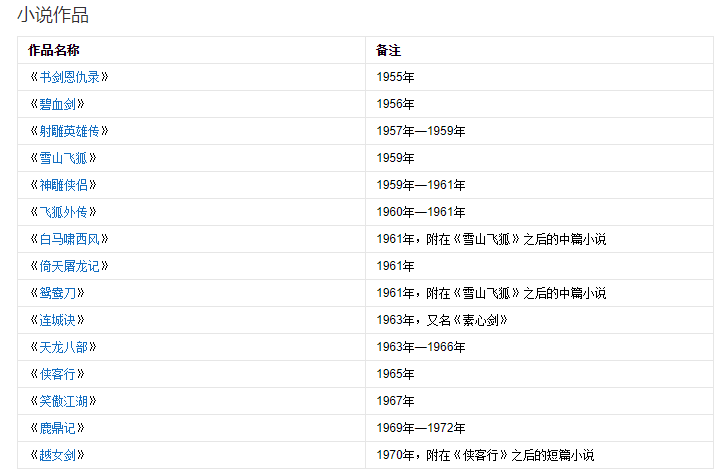 小说作品
作品名称 备注
《书剑恩仇录》 1955年
《碧血剑》 1956年
《射雕英雄传》 1957年—1959年
《雪山飞狐》 1959年
《神雕侠侣》 1959年—1961年
《飞狐外传》 1960年—1961年
《白马啸西风》 1961年，附在《雪山飞狐》之后的中篇小说
《倚天屠龙记》 1961年
《鸳鸯刀》 1961年，附在《雪山飞狐》之后的中篇小说
《连城诀》 1963年，又名《素心剑》
《天龙八部》 1963年—1966年
《侠客行》 1965年
《笑傲江湖》 1967年
《鹿鼎记》 1969年—1972年
《越女剑》 1970年，附在《侠客行》之后的短篇小说